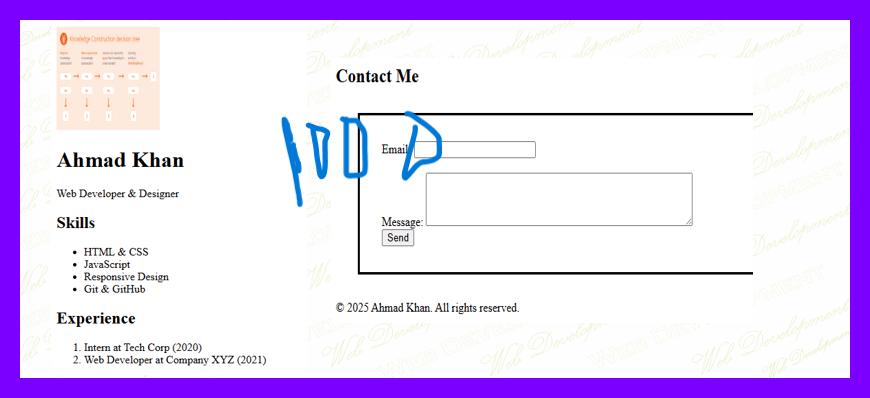 Knowledge Construction decision tree
Ahmad Khan
Web Developer & Designer
Skills
HTML & CSS
JavaScript
Responsive Design
Git & GitHub
Experience
1. Intern at Tech Corp (2020)
2. Web Developer at Company XYZ (2021)
Contact Me
Email
Message:
Send
© 2025 Ahmad Khan. All rights reserved.
Web Development